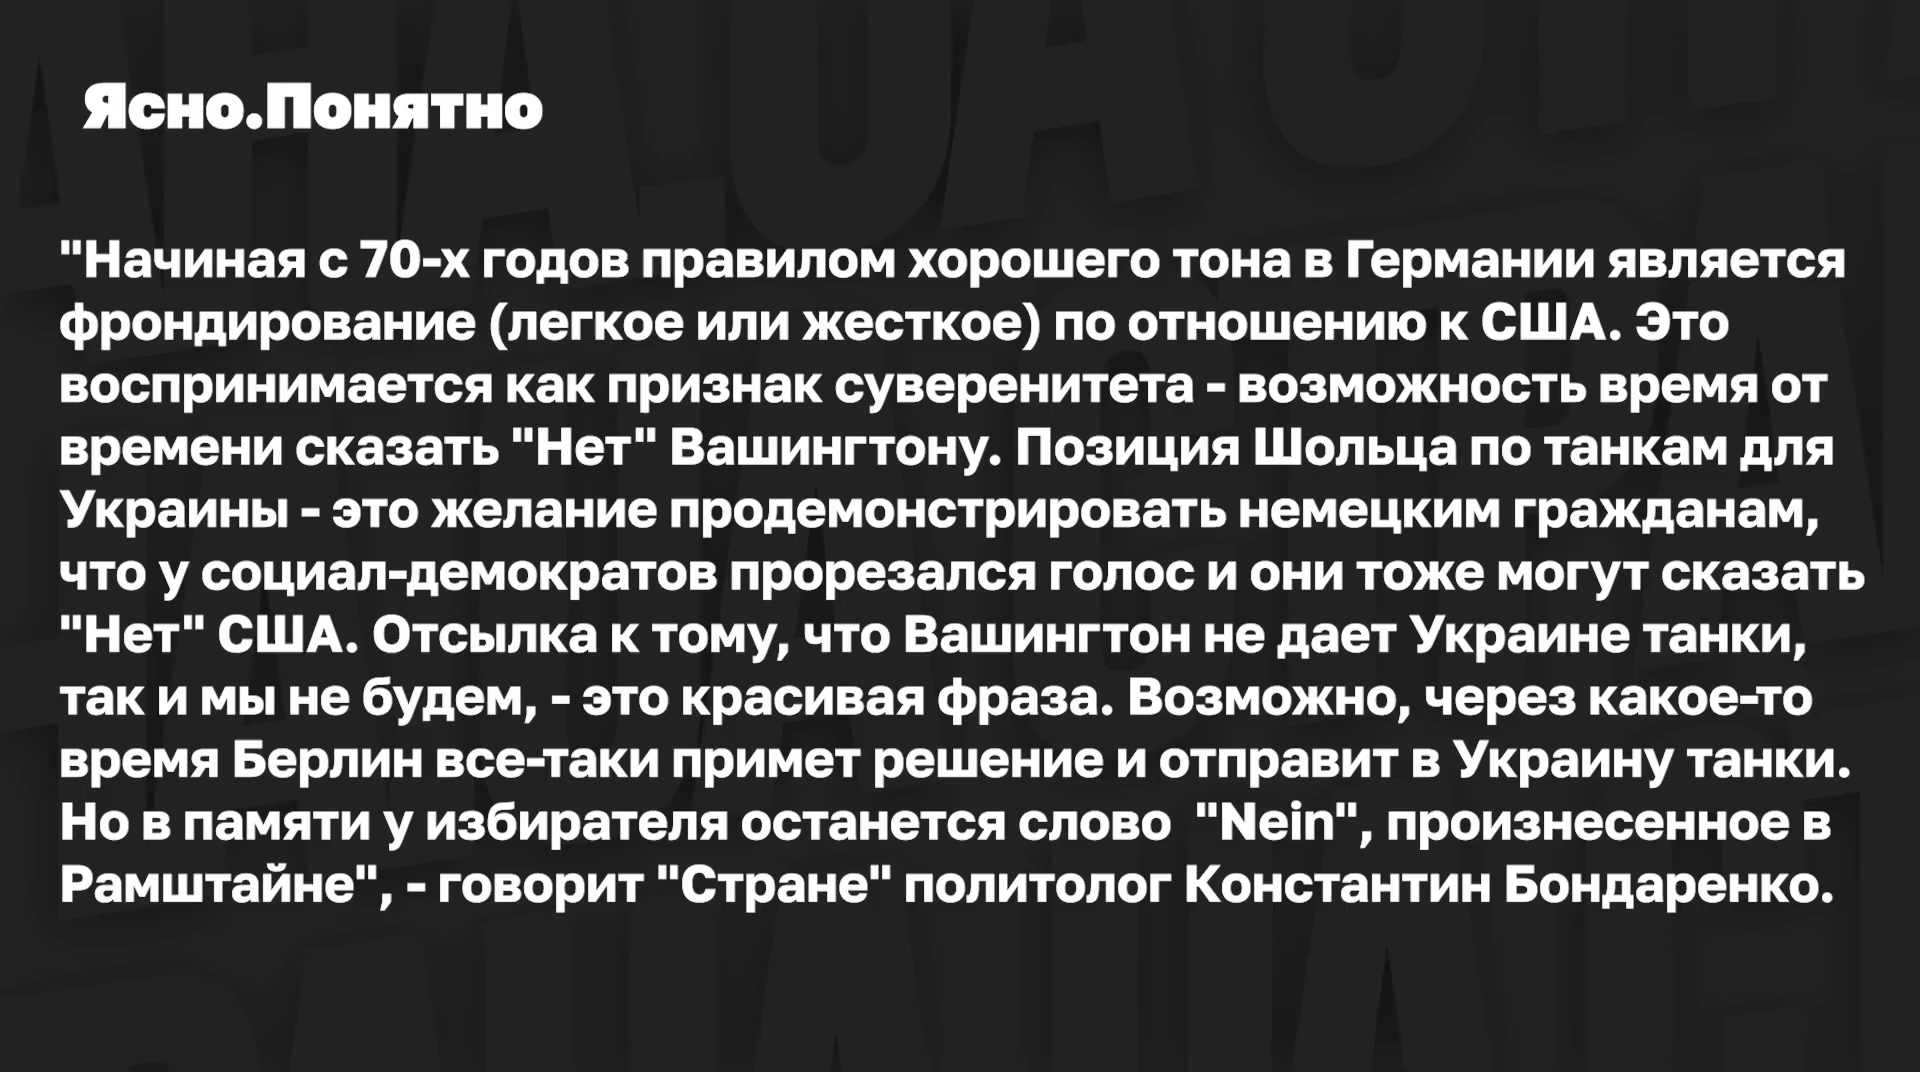 Ясно.Понятно
"Начиная с 70-х годов правилом хорошего тона в Германии является
фрондирование (легкое или жесткое) по отношению к США. Это
воспринимается как признак суверенитета - возможность время от
времени сказать "Нет" Вашингтону. Позиция Шольца по танкам для
Украины - это желание продемонстрировать немецким гражданам,
что у социал-демократов прорезался голос и они тоже могут сказать
"Нет" США. Отсылка к тому, что Вашингтон не дает Украине танки,
так и мы не будем, - это красивая фраза. Возможно, через какое-то
время Берлин все-таки примет решение и отправит в Украину танки.
Но в памяти у избирателя останется слово  "Nein", произнесенное в
Рамштайне", - говорит "Стране" политолог Константин Бондаренко.